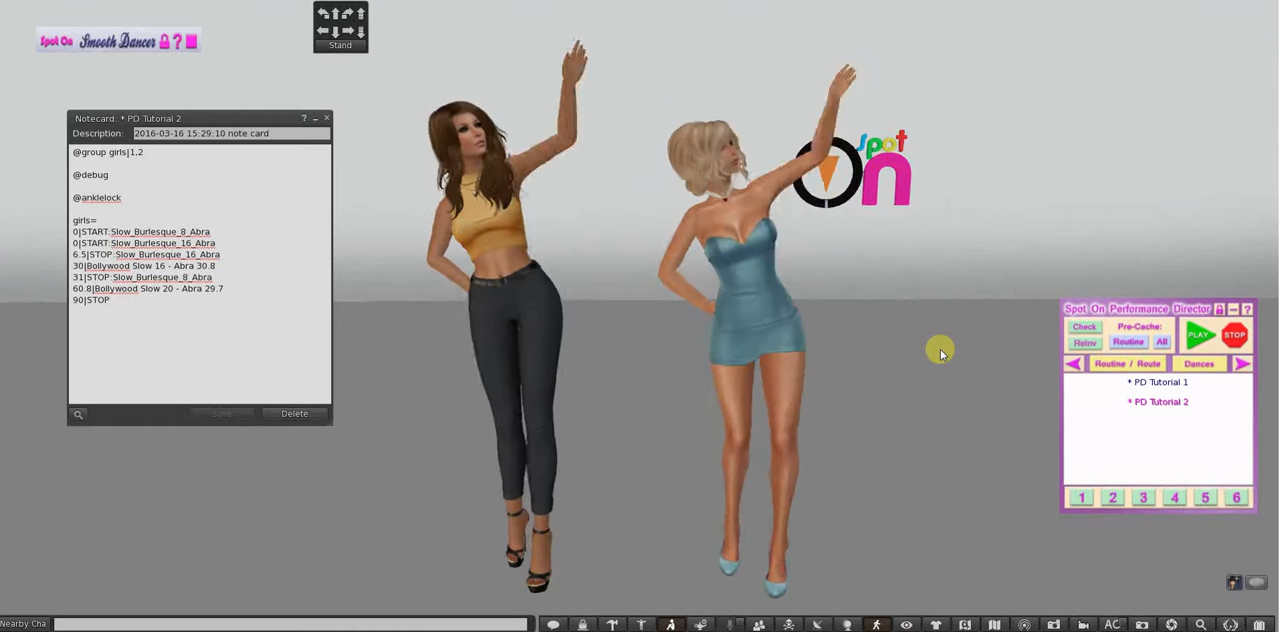 Spot On Smooth Dancer ?
Stand
Notecard: * PD Tutorial 2
Description: 2016-03-16 15:29:10 note card
@group girls|1,2
@debug
@anklelock
girls=
0|START:Slow_Burlesque_8_Abra
0|START:Slow_Burlesque_16_Abra
6.5|STOP:Slow_Burlesque_16_Abra
30|Bollywood Slow 16 - Abra 30.8
31|STOP:Slow_Burlesque_8_Abra
60.8|Bollywood Slow 20 - Abra 29.7
90|STOP
Save Delete
spot
On
Spot On Performance Director ?
Check Pre-Cache: PLAY STOP
ReInv Routine All
Routine / Route Dances
* PD Tutorial 1
* PD Tutorial 2
1 2 3 4 5 6
Nearby Cha
AC